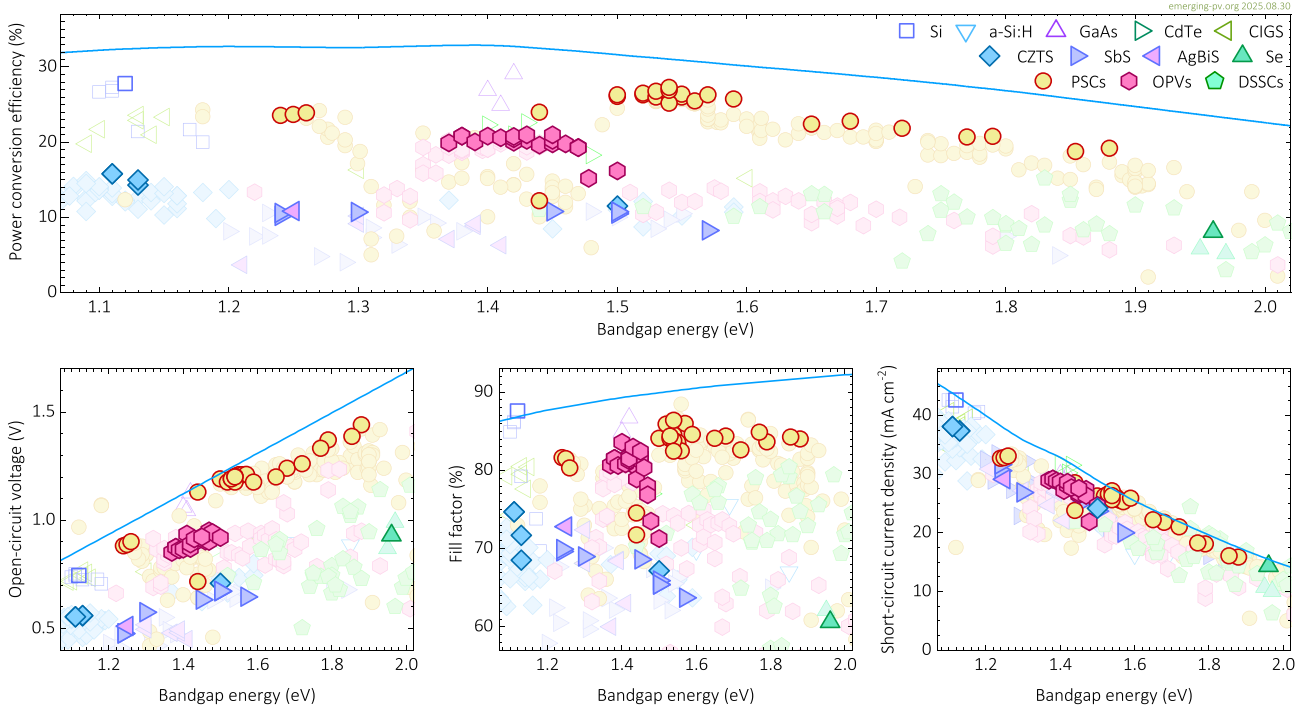 emerging-pv.org 2025.08.30
Power conversion efficiency (%)
30
20
10
0
Si a-Si:H GaAs CdTe CIGS
CZTS SbS AgBiS Se
PSCs OPVs DSSCs
1.1 1.2 1.3 1.4 1.5 1.6 1.7 1.8 1.9 2.0
Bandgap energy (eV)
Open-circuit voltage (V)
1.5
1.0
0.5
1.2 1.4 1.6 1.8 2.0
Bandgap energy (eV)
Fill factor (%)
90
80
70
60
1.2 1.4 1.6 1.8 2.0
Bandgap energy (eV)
Short-circuit current density (mA cm⁻²)
40
30
20
10
0
1.2 1.4 1.6 1.8 2.0
Bandgap energy (eV)